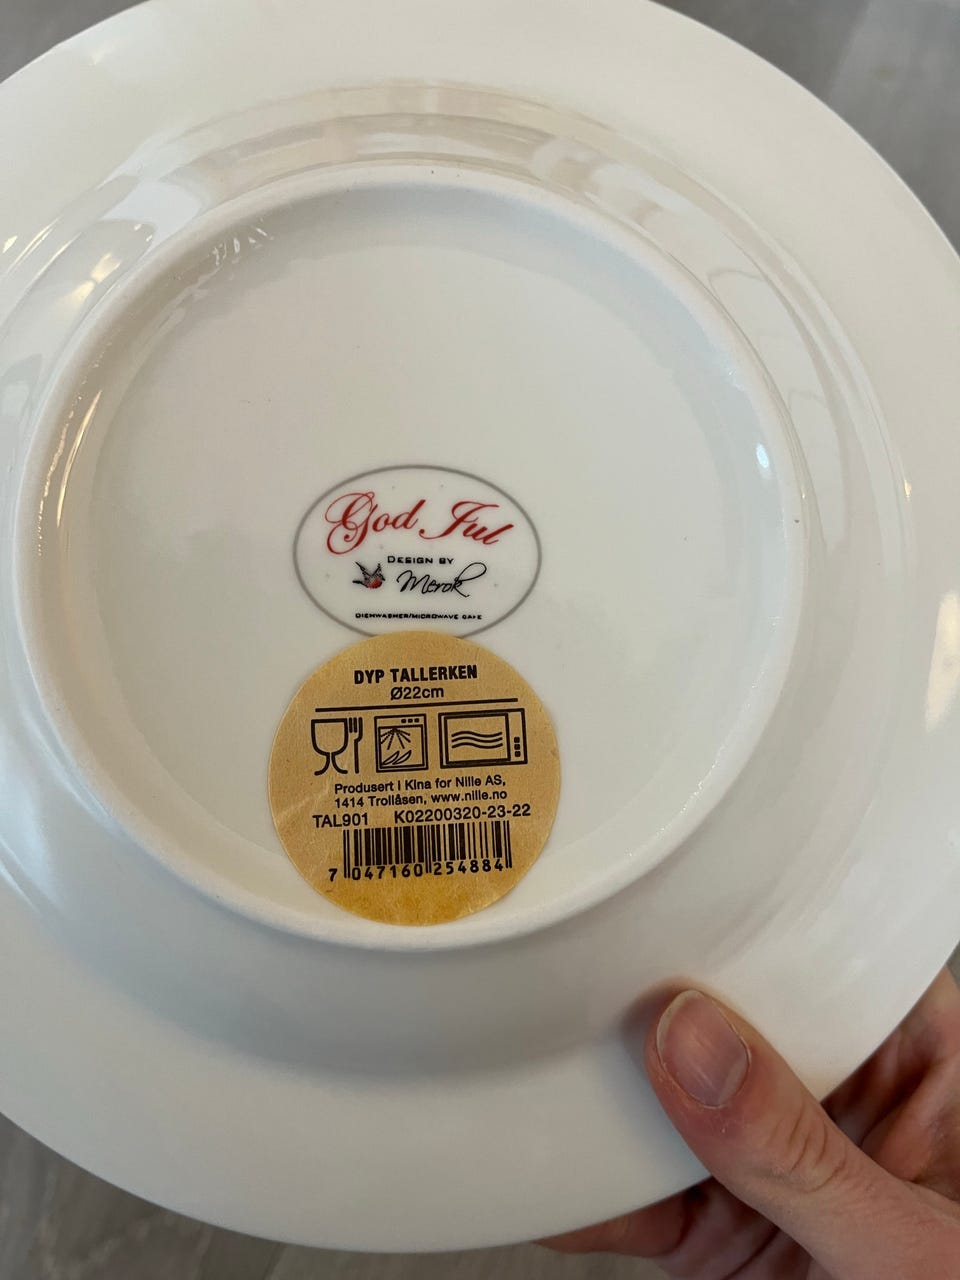 God Jul
DESIGN BY
Merok
DISHWASHER/MICROWAVE SAFE
DYP TALLERKEN
Ø22cm
Produsert i Kina for Nille AS,
1414 Trollåsen, www.nille.no
TAL901 K02200320-23-22
7 047160 254884